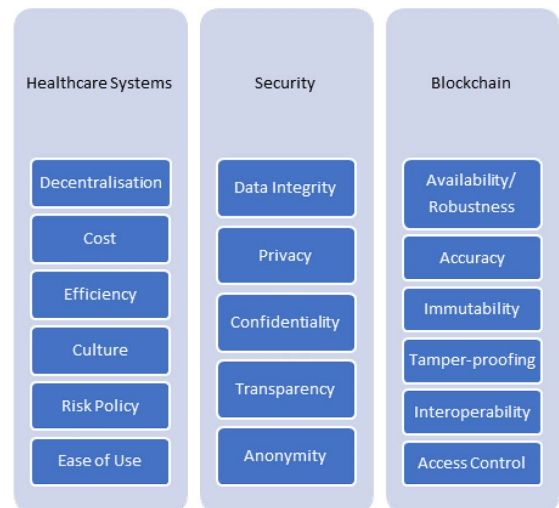 Healthcare Systems
Decentralisation
Cost
Efficiency
Culture
Risk Policy
Ease of Use
Security
Data Integrity
Privacy
Confidentiality
Transparency
Anonymity
Blockchain
Availability/
Robustness
Accuracy
Immutability
Tamper-proofing
Interoperability
Access Control